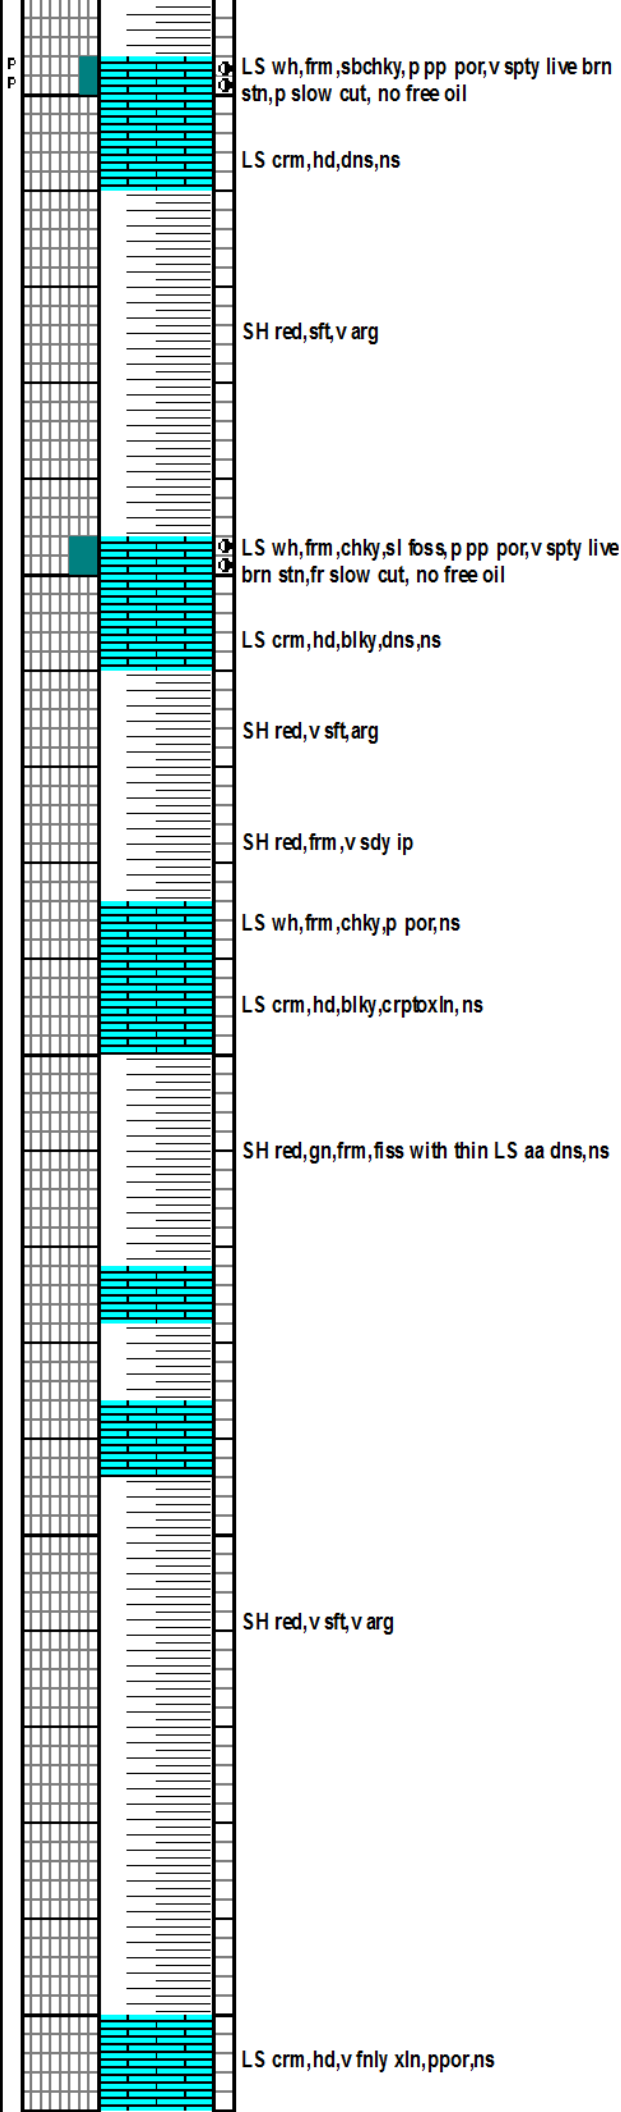 P
LS wh,frm,sbchky,p pp por,v spty live brn
P
stn,p slow cut, no free oil
LS crm,hd,dns,ns
SH red,sft,v arg
LS wh,frm,chky,sl foss,p pp por,v spty live
brn stn,fr slow cut, no free oil
LS crm,hd,blky,dns,ns
SH red,v sft,arg
SH red,frm,v sdy ip
LS wh,frm,chky,p por,ns
LS crm,hd,blky,crptoxln, ns
SH red,gn,frm,fiss with thin LS aa dns,ns
SH red,v sft,v arg
LS crm,hd,v fnly xln,ppor,ns